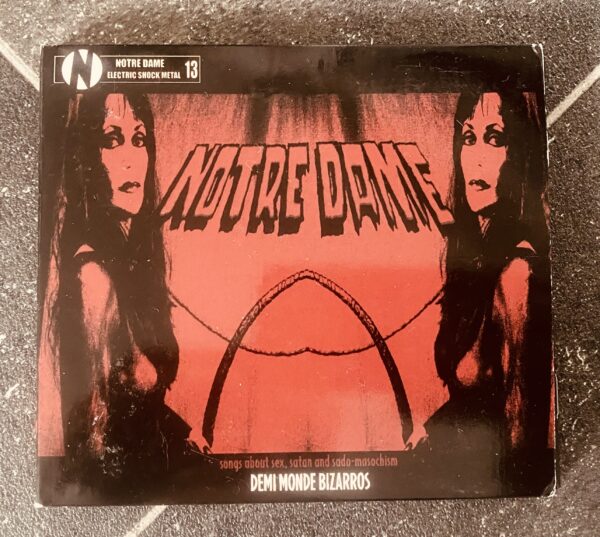 N
NOTRE DAME
ELECTRIC SHOCK METAL 13
NOTRE DAME
songs about sex, satan and sado-masochism
DEMI MONDE BIZARROS